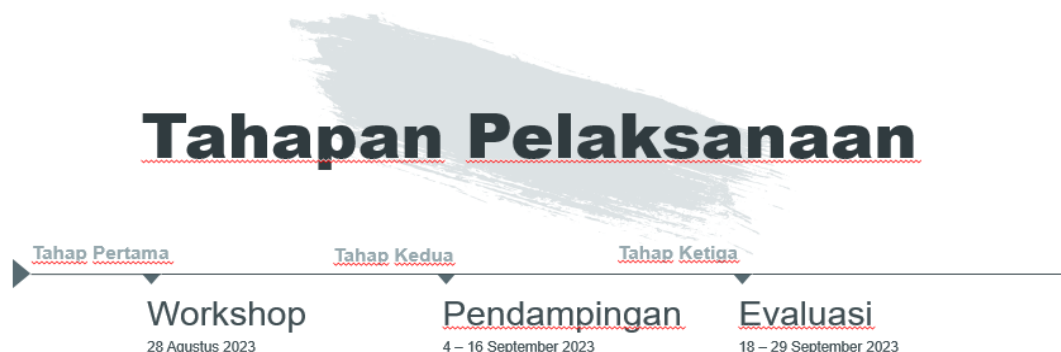 Tahapan Pelaksanaan
Tahap Pertama
Tahap Kedua
Tahap Ketiga
Workshop
Pendampingan
Evaluasi
28 Agustus 2023
4 – 16 September 2023
18 – 29 September 2023